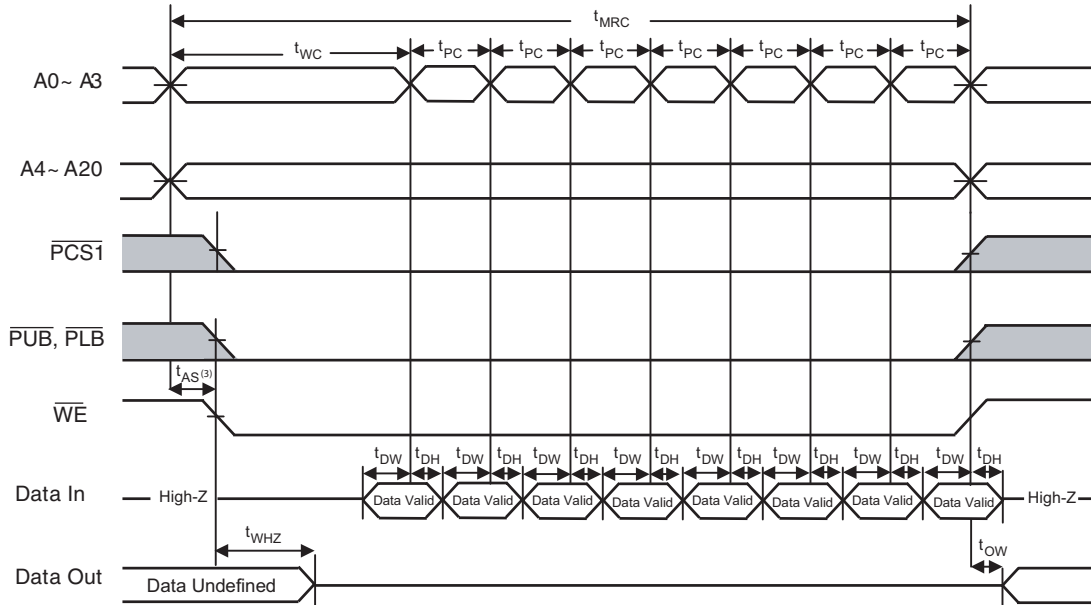 tMRC
tWC tPC tPC tPC tPC tPC tPC tPC
A0~ A3
A4~ A20
PCS1
PUB, PLB
tAS(3)
WE
tDW tDH tDW tDH tDW tDH tDW tDH tDW tDH tDW tDH tDW tDH tDW tDH
Data In High-Z Data Valid Data Valid Data Valid Data Valid Data Valid Data Valid Data Valid Data Valid High-Z
tWHZ tOW
Data Out Data Undefined